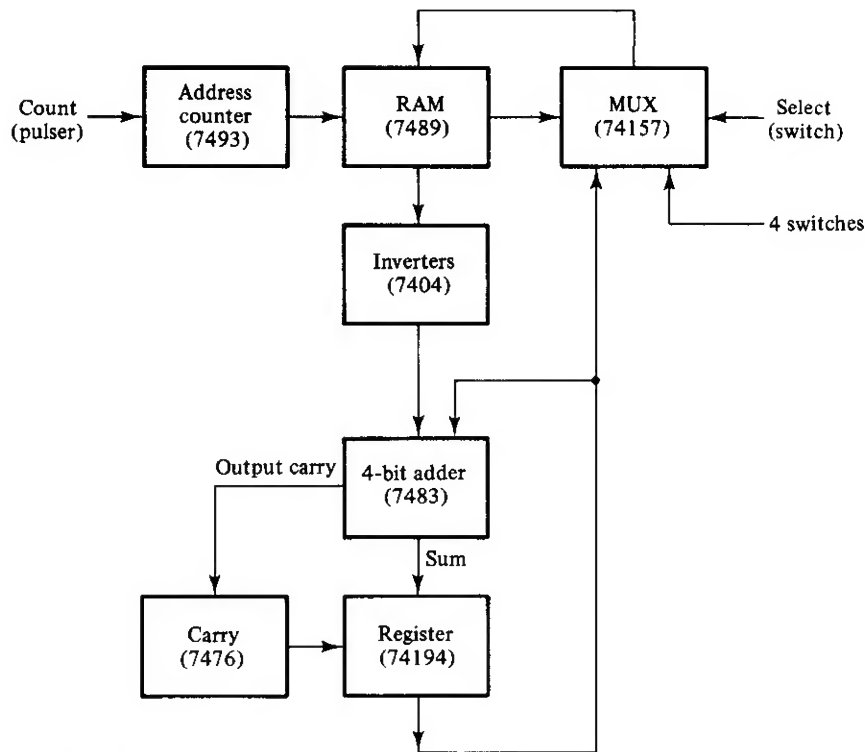 Count
(pulser)
Address
counter
(7493)
RAM
(7489)
MUX
(74157)
Select
(switch)
4 switches
Inverters
(7404)
Output carry
4-bit adder
(7483)
Sum
Carry
(7476)
Register
(74194)